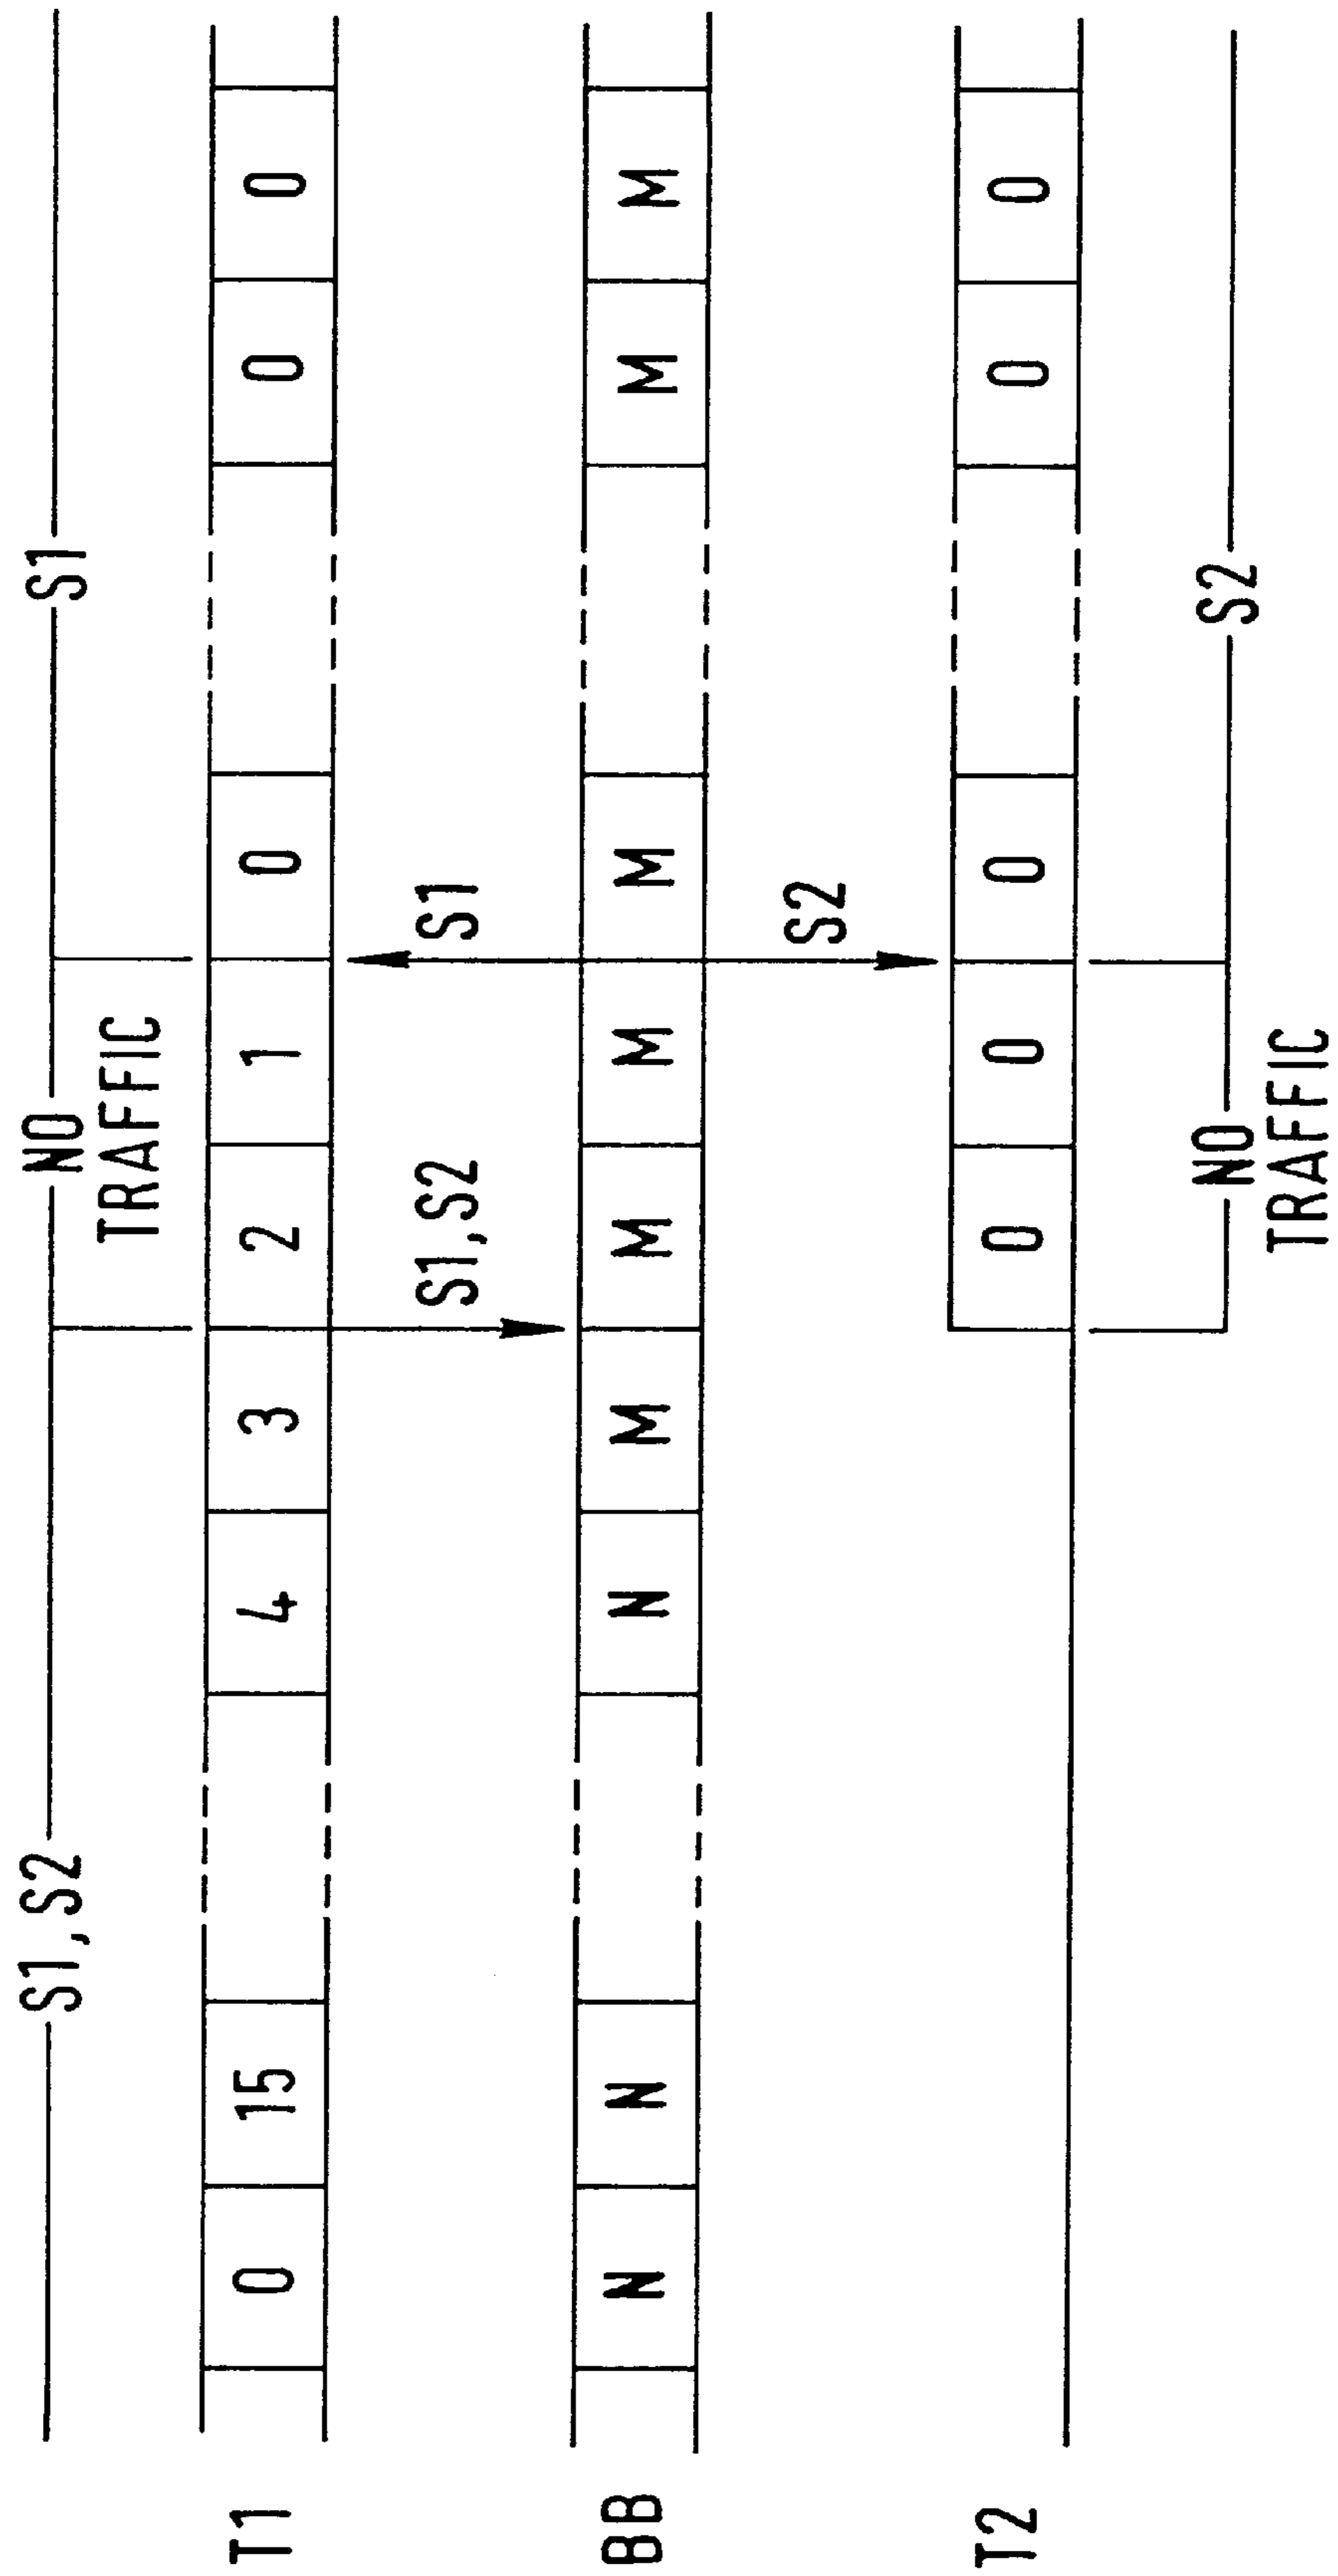 S1,S2 NO S1
TRAFFIC
T1 0 15 4 3 2 1 0 0 0
S1,S2 S1
BB N N N M M M M M M
S2
T2 0 0 0 0 0
NO S2
TRAFFIC